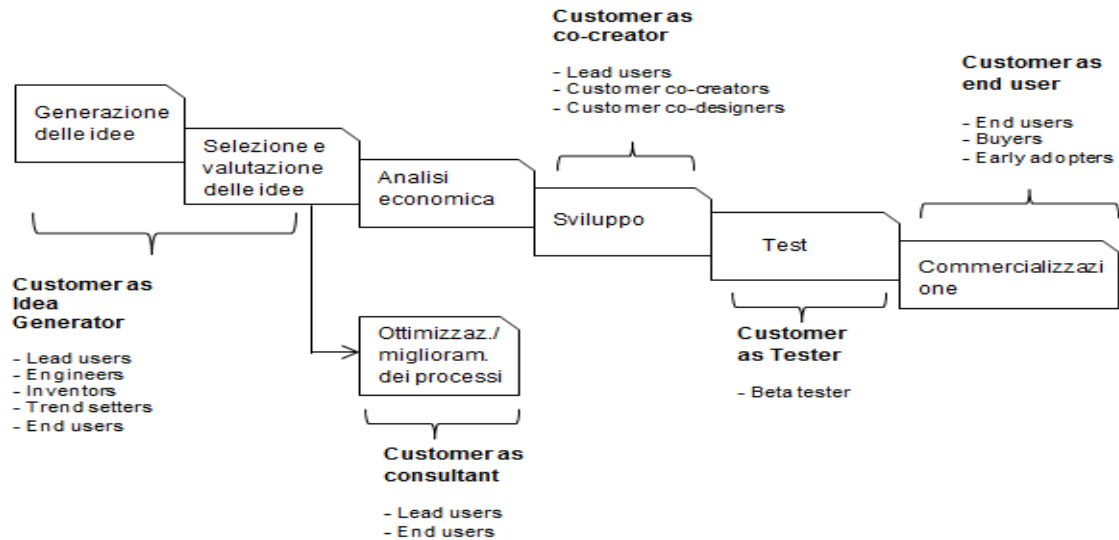 Customer as
co-creator
- Lead users
- Customer co-creators
- Customer co-designers
Customer as
end user
- End users
- Buyers
- Early adopters
Generazione
delle idee
Selezione e
valutazione
delle idee
Analisi
economica
Sviluppo
Test
Commercializzazi
one
Customer as
Idea
Generator
- Lead users
- Engineers
- Inventors
- Trend setters
- End users
Ottimizzaz./
miglioram.
dei processi
Customer as
consultant
- Lead users
- End users
Customer
as Tester
- Beta tester